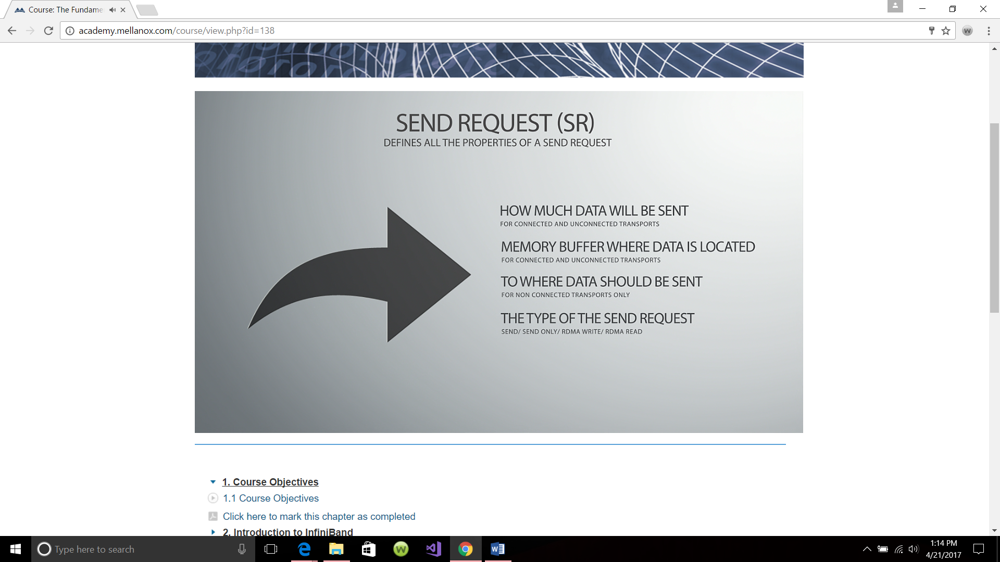 Course: The Fundame
academy.mellanox.com/course/view.php?id=138
SEND REQUEST (SR)
DEFINES ALL THE PROPERTIES OF A SEND REQUEST
HOW MUCH DATA WILL BE SENT
FOR CONNECTED AND UNCONNECTED TRANSPORTS
MEMORY BUFFER WHERE DATA IS LOCATED
FOR CONNECTED AND UNCONNECTED TRANSPORTS
TO WHERE DATA SHOULD BE SENT
FOR NON CONNECTED TRANSPORTS ONLY
THE TYPE OF THE SEND REQUEST
SEND/ SEND ONLY/ RDMA WRITE/ RDMA READ
1. Course Objectives
1.1 Course Objectives
Click here to mark this chapter as completed
2. Introduction to InfiniBand
Type here to search
1:14 PM
4/21/2017